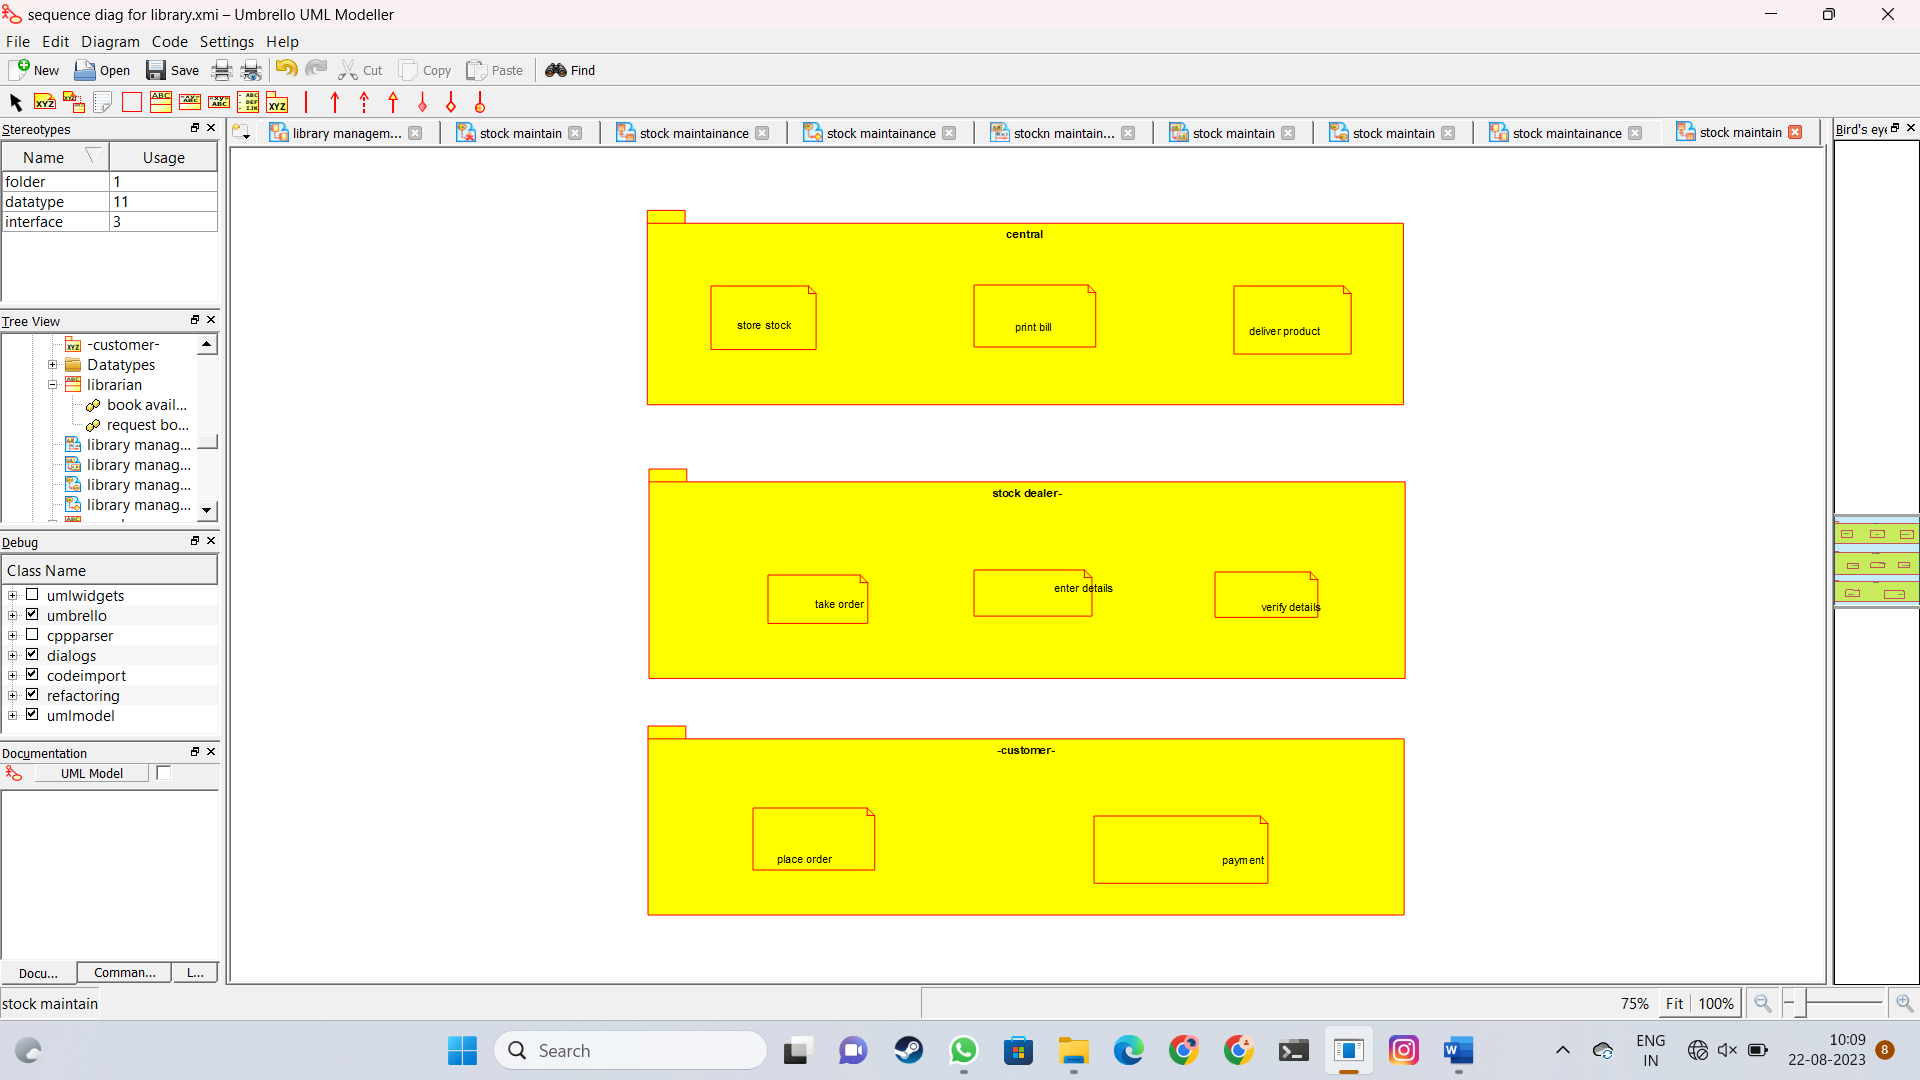 sequence diag for library.xmi – Umbrello UML Modeller
File Edit Diagram Code Settings Help
New Open Save Cut Copy Paste Find
Stereotypes
Name Usage
folder 1
datatype 11
interface 3
Tree View
-customer-
Datatypes
librarian
book avail...
request bo...
library manag...
library manag...
library manag...
library manag...
Debug
Class Name
umlwidgets
umbrello
cppparser
dialogs
codeimport
refactoring
umlmodel
Documentation
UML Model
Docu... Comman... L...
library managem... stock maintain stock maintainance stock maintainance stockn maintain... stock maintain stock maintain stock maintainance stock maintain
Bird's eye
central
store stock
print bill
deliver product
stock dealer-
take order
enter details
verify details
-customer-
place order
payment
stock maintain
75% Fit 100%
Search
ENG
IN
10:09
22-08-2023
8